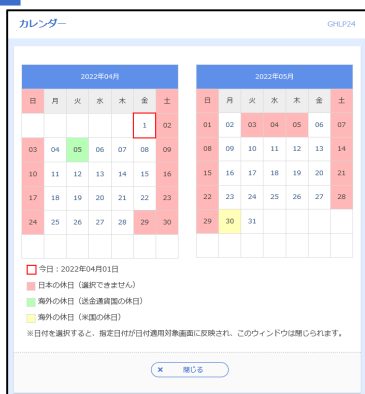 カレンダー GHLP24
2022年04月
日 月 火 水 木 金 土
1 02
03 04 05 06 07 08 09
10 11 12 13 14 15 16
17 18 19 20 21 22 23
24 25 26 27 28 29 30
2022年05月
日 月 火 水 木 金 土
01 02 03 04 05 06 07
08 09 10 11 12 13 14
15 16 17 18 19 20 21
22 23 24 25 26 27 28
29 30 31
今日：2022年04月01日
日本の休日（選択できません）
海外の休日（送金通貨国の休日）
海外の休日（米国の休日）
※日付を選択すると、指定日付が日付適用対象画面に反映され、このウィンドウは閉じられます。
× 閉じる